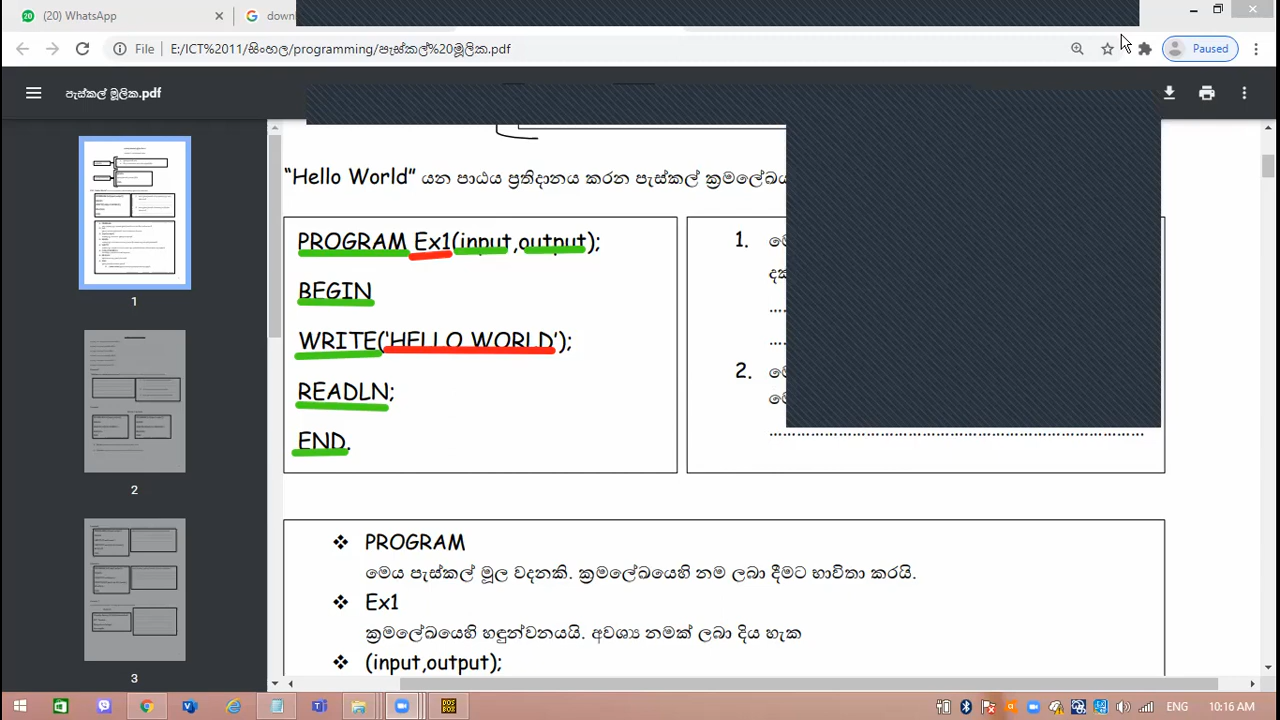 (20) WhatsApp
downl
File
E:/ICT%2011/සිංහල/programming/පැස්කල්%20මූලික.pdf
Paused
පැස්කල් මූලික.pdf
"Hello World" යන පාඨය ප්‍රතිදානය කරන පැස්කල් ක්‍රමලේඛය
PROGRAM Ex1(input,output);
BEGIN
WRITE('HELLO WORLD');
READLN;
END.
1.
2.
❖ PROGRAM
මෙය පැස්කල් මූල වදනකි. ක්‍රමලේඛයෙහි නම ලබා දීමට භාවිතා කරයි.
❖ Ex1
ක්‍රමලේඛයෙහි හඳුන්වනයයි. අවශ්‍ය නමක් ලබා දිය හැක
❖ (input,output);
1
2
3
ENG
10:16 AM